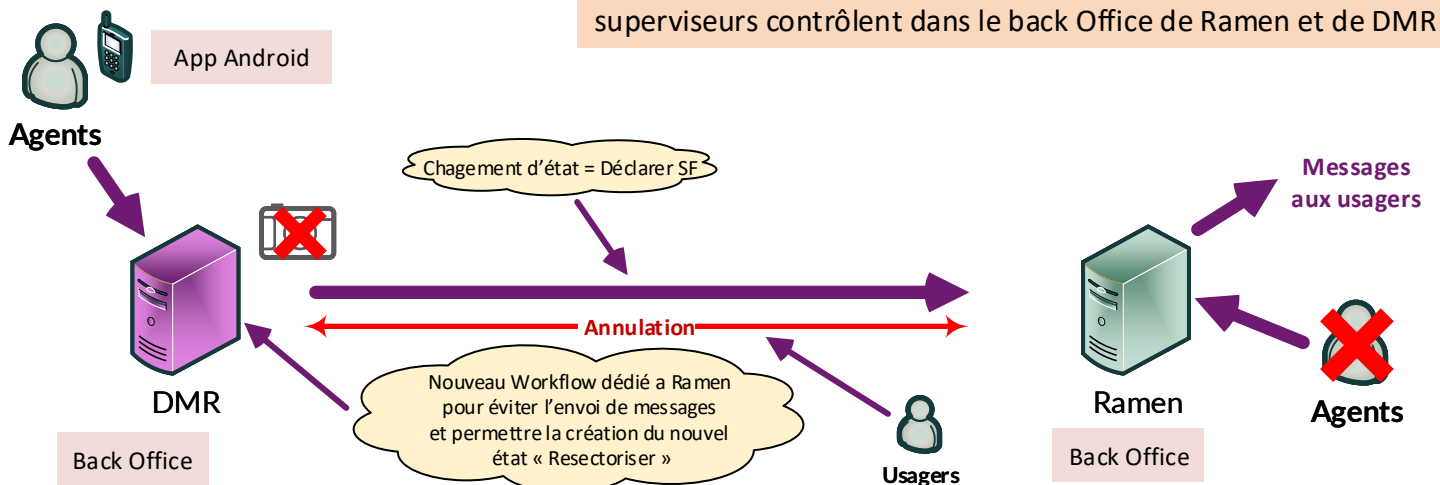 superviseurs contrôlent dans le back Office de Ramen et de DMR
App Android
Agents
Chagement d'état = Déclarer SF
Messages
aux usagers
Annulation
DMR
Nouveau Workflow dédié a Ramen
pour éviter l'envoi de messages
et permettre la création du nouvel
état « Resectoriser »
Ramen
Agents
Back Office
Usagers
Back Office